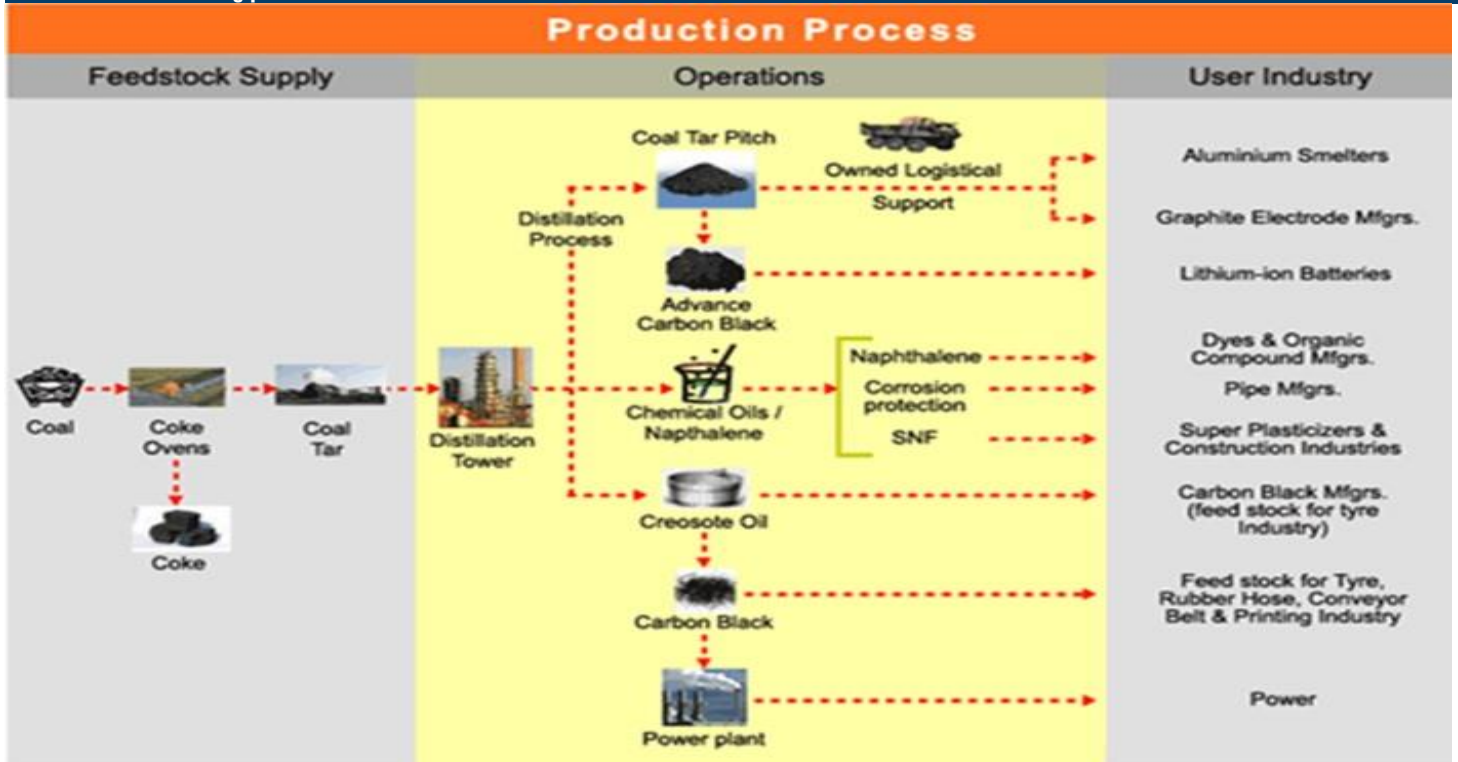 Production Process
Feedstock Supply
Operations
User Industry
Coal
Coke
Ovens
Coal
Tar
Coke
Distillation
Tower
Distillation
Process
Coal Tar Pitch
Owned Logistical
Support
Advance
Carbon Black
Chemical Oils /
Napthalene
Naphthalene
Corrosion
protection
SNF
Creosote Oil
Carbon Black
Power plant
Aluminium Smelters
Graphite Electrode Mfgrs.
Lithium-ion Batteries
Dyes & Organic
Compound Mfgrs.
Pipe Mfgrs.
Super Plasticizers &
Construction Industries
Carbon Black Mfgrs.
(feed stock for tyre
Industry)
Feed stock for Tyre,
Rubber Hose, Conveyor
Belt & Printing Industry
Power